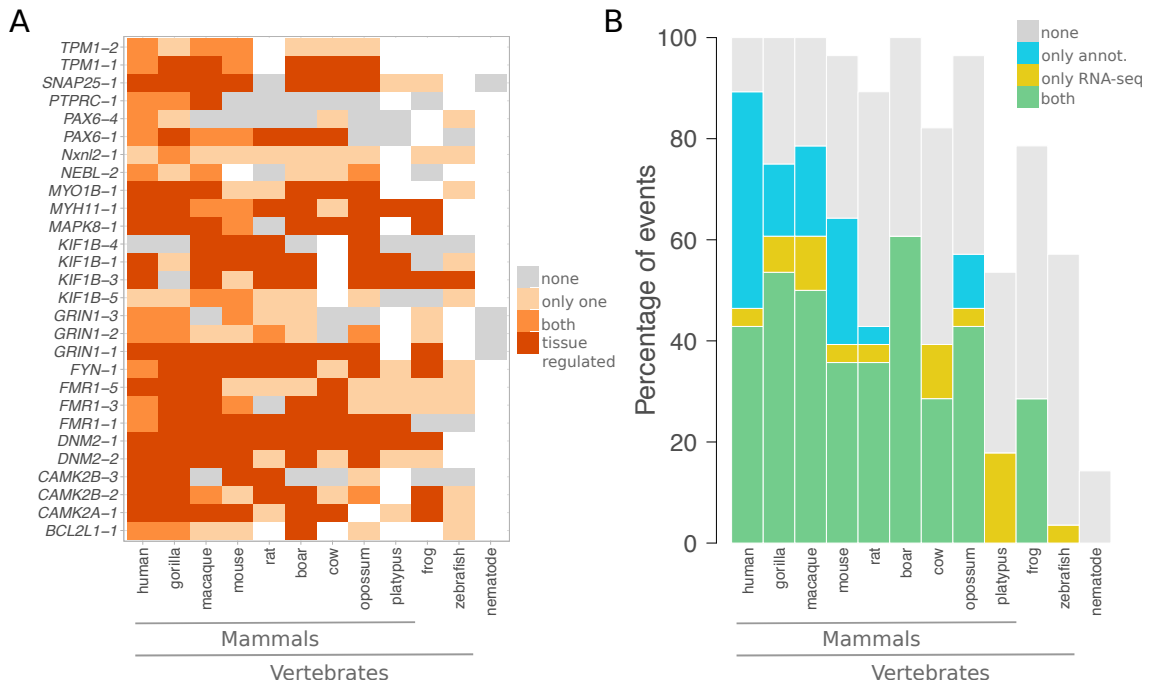 A
TPM1−2
TPM1−1
SNAP25−1
PTPRC−1
PAX6−4
PAX6−1
Nxnl2−1
NEBL−2
MYO1B−1
MYH11−1
MAPK8−1
KIF1B−4
KIF1B−1
KIF1B−3
KIF1B−5
GRIN1−3
GRIN1−2
GRIN1−1
FYN−1
FMR1−5
FMR1−3
FMR1−1
DNM2−1
DNM2−2
CAMK2B−3
CAMK2B−2
CAMK2A−1
BCL2L1−1
human
gorilla
macaque
mouse
rat
boar
cow
opossum
platypus
frog
zebrafish
nematode
Mammals
Vertebrates
none
only one
both
tissue
regulated
B
Percentage of events
100
80
60
40
20
0
none
only annot.
only RNA-seq
both
human
gorilla
macaque
mouse
rat
boar
cow
opossum
platypus
frog
zebrafish
nematode
Mammals
Vertebrates